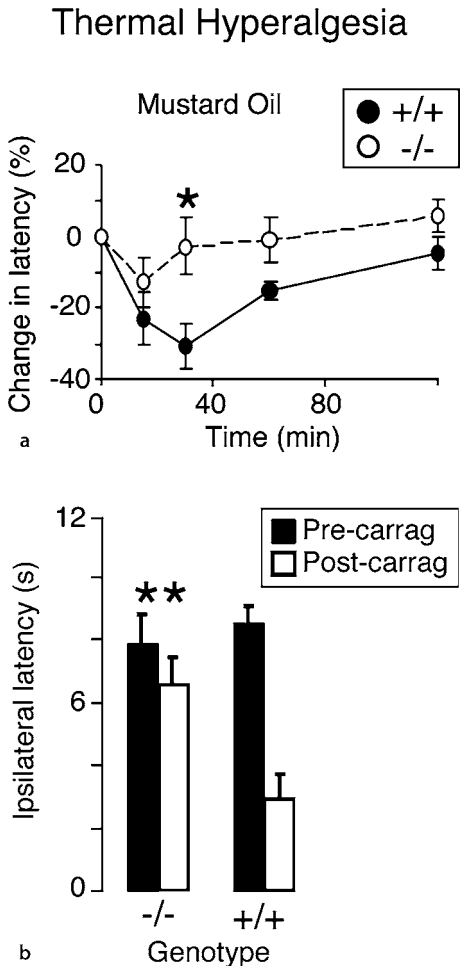 Thermal Hyperalgesia
Mustard Oil
+/+
-/-
Change in latency (%)
20
0
-20
-40
0
40
80
Time (min)
a
Ipsilateral latency (s)
12
6
0
Pre-carrag
Post-carrag
-/-
+/+
Genotype
b